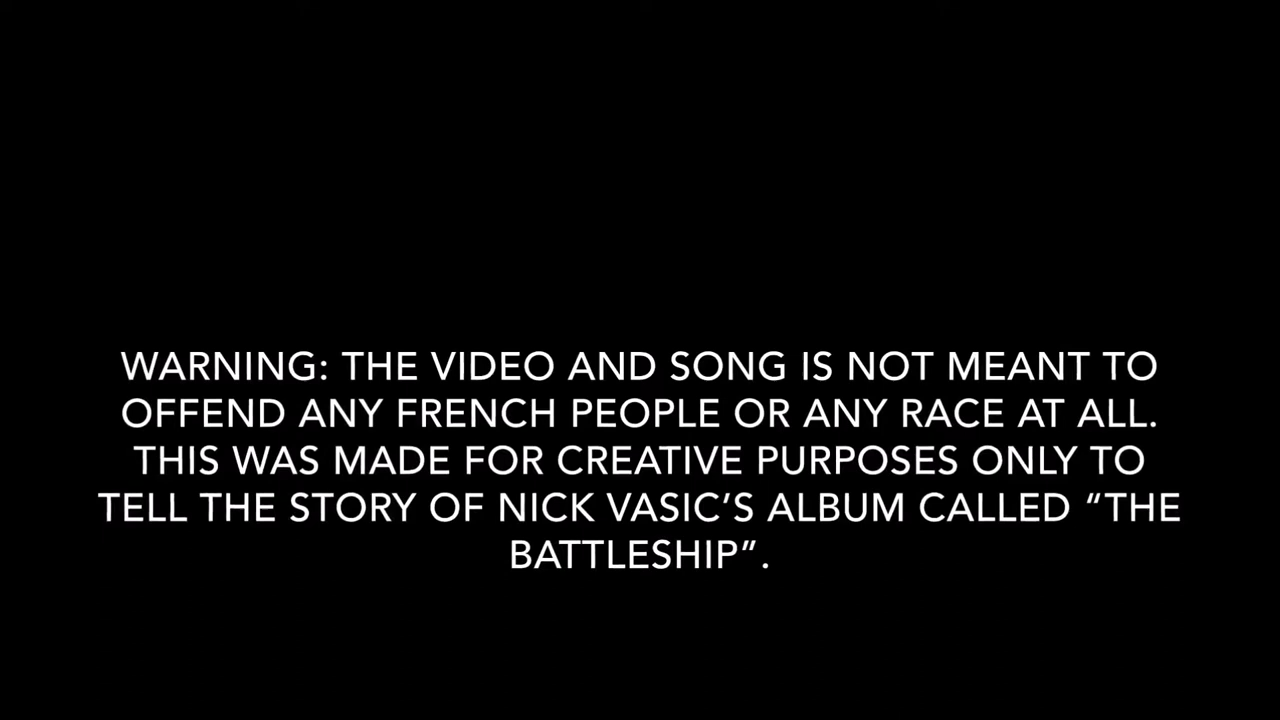 WARNING: THE VIDEO AND SONG IS NOT MEANT TO
OFFEND ANY FRENCH PEOPLE OR ANY RACE AT ALL.
THIS WAS MADE FOR CREATIVE PURPOSES ONLY TO
TELL THE STORY OF NICK VASIC’S ALBUM CALLED “THE
BATTLESHIP”.